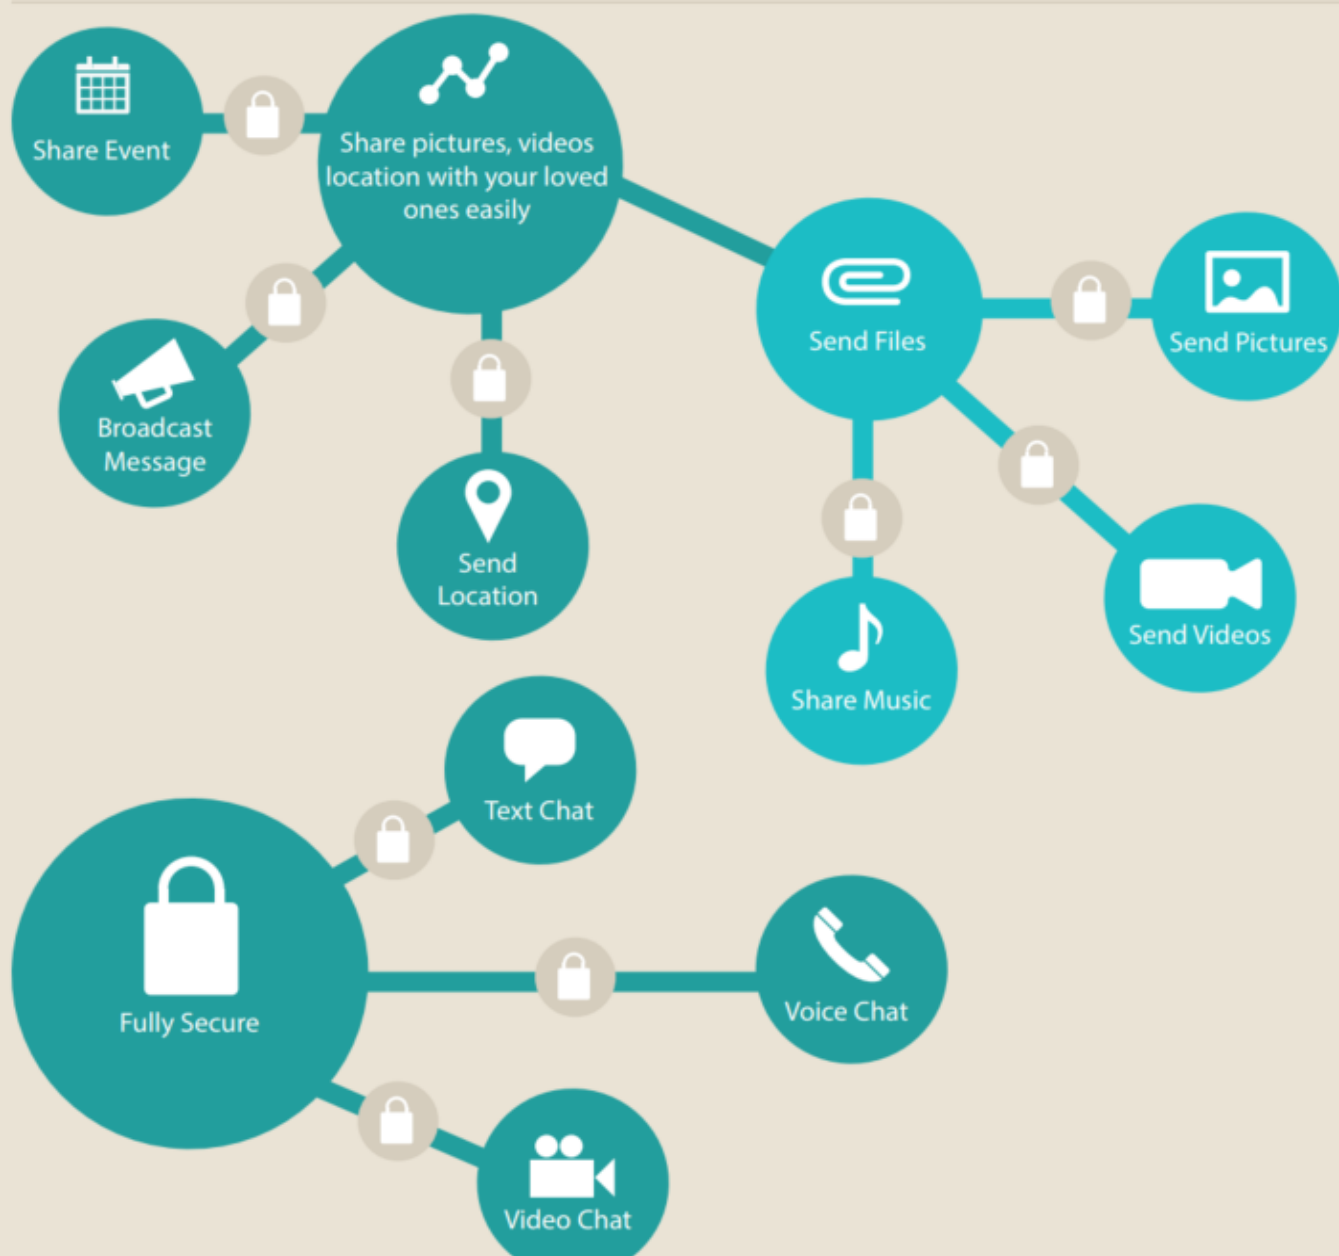 Share Event
Share pictures, videos
location with your loved
ones easily
Send Files
Send Pictures
Broadcast
Message
Send
Location
Share Music
Send Videos
Text Chat
Fully Secure
Voice Chat
Video Chat